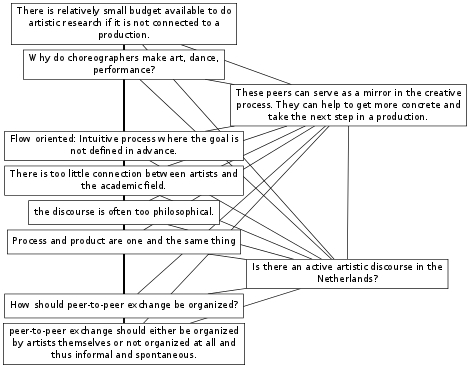 There is relatively small budget available to do
artistic research if it is not connected to a
production.
Why do choreographers make art, dance,
performance?
These peers can serve as a mirror in the creative
process. They can help to get more concrete and
take the next step in a production.
Flow oriented: Intuitive process where the goal is
not defined in advance.
There is too little connection between artists and
the academic field.
the discourse is often too philosophical.
Process and product are one and the same thing
Is there an active artistic discourse in the
Netherlands?
How should peer-to-peer exchange be organized?
peer-to-peer exchange should either be organized
by artists themselves or not organized at all and
thus informal and spontaneous.